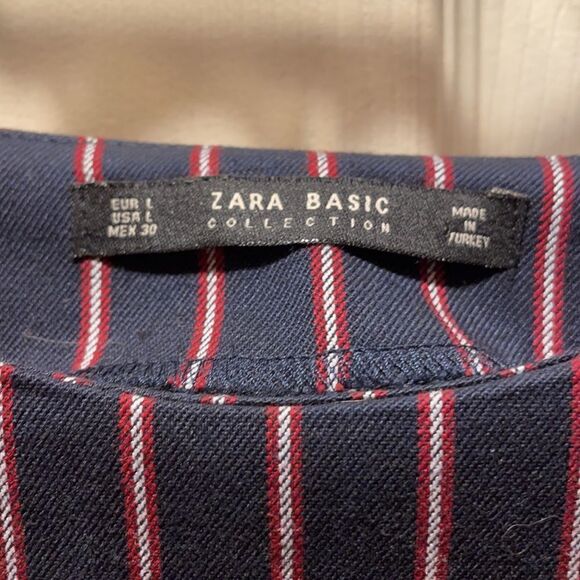 EUR L
USA L
MEX 30
ZARA BASIC
COLLECTION
MADE
IN
TURKEY